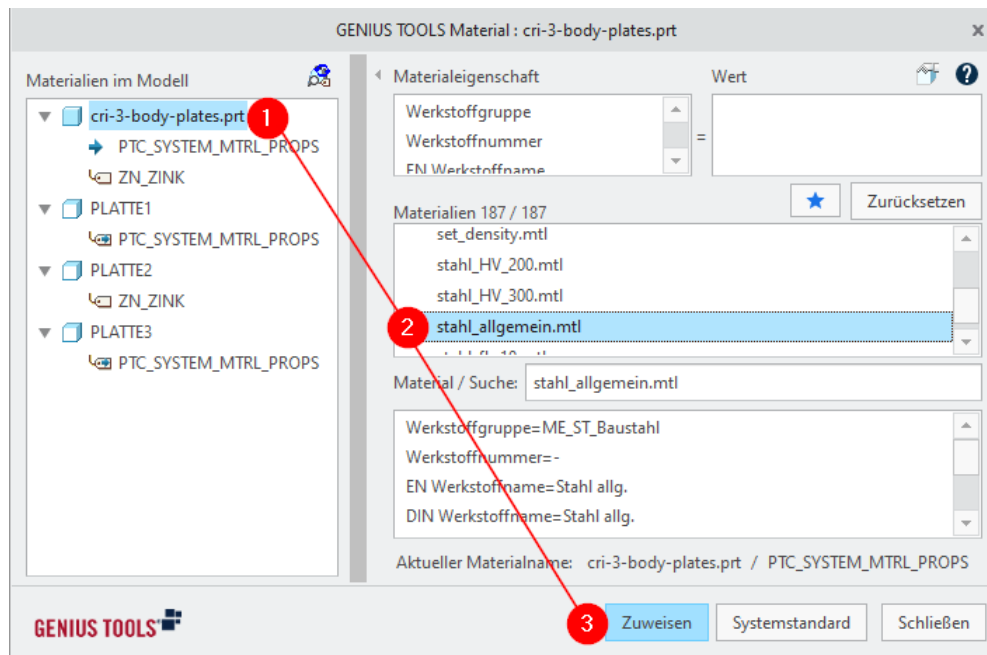 GENIUS TOOLS Material : cri-3-body-plates.prt
Materialien im Modell
cri-3-body-plates.prt
1
PTC_SYSTEM_MTRL_PROPS
ZN_ZINK
PLATTE1
PTC_SYSTEM_MTRL_PROPS
PLATTE2
ZN_ZINK
PLATTE3
PTC_SYSTEM_MTRL_PROPS
Materialeigenschaft
Wert
Werkstoffgruppe
Werkstoffnummer
EN Werkstoffname
=
Zurücksetzen
Materialien 187 / 187
set_density.mtl
stahl_HV_200.mtl
stahl_HV_300.mtl
2
stahl_allgemein.mtl
Material / Suche:
stahl_allgemein.mtl
Werkstoffgruppe=ME_ST_Baustahl
Werkstoffnummer=-
EN Werkstoffname=Stahl allg.
DIN Werkstoffname=Stahl allg.
Aktueller Materialname: cri-3-body-plates.prt / PTC_SYSTEM_MTRL_PROPS
GENIUS TOOLS
3
Zuweisen
Systemstandard
Schließen